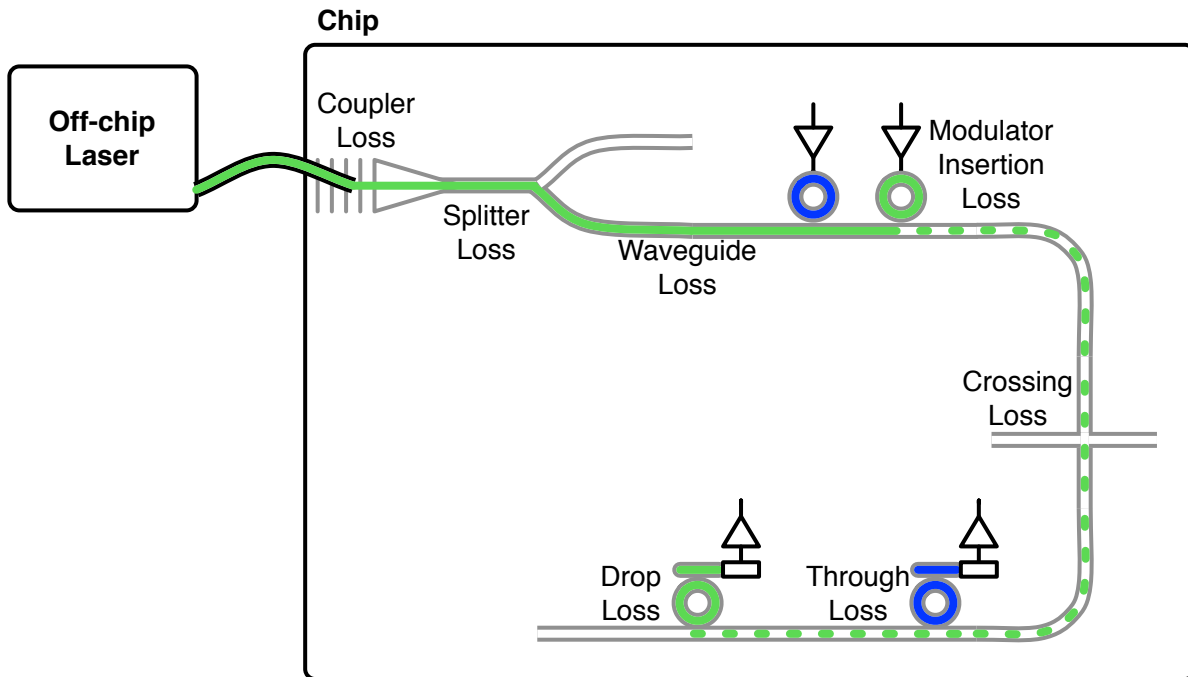 Chip
Off-chip
Laser
Coupler
Loss
Splitter
Loss
Waveguide
Loss
Modulator
Insertion
Loss
Crossing
Loss
Drop
Loss
Through
Loss